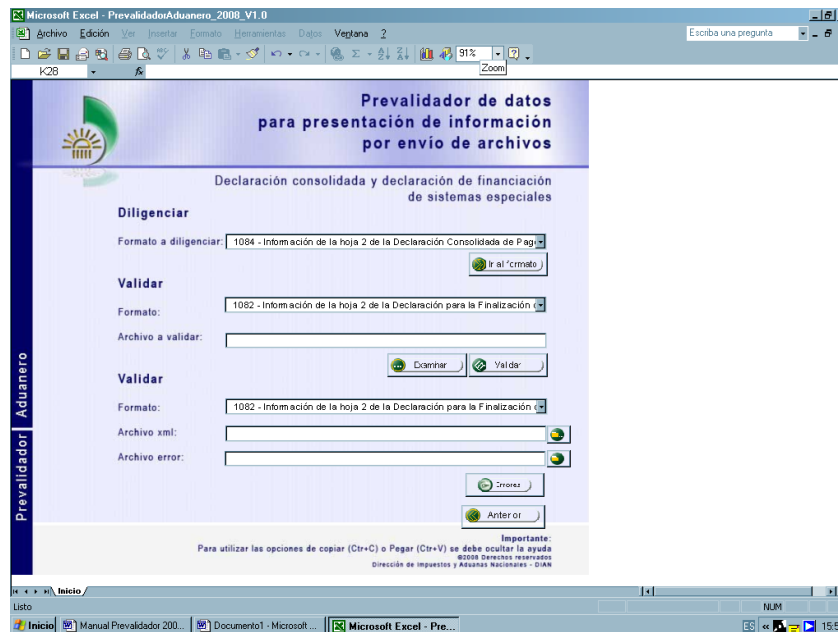 Microsoft Excel - PrevalidadorAduanero_2008_V1.0
Archivo Edición Ver Insertar Formato Herramientas Datos Ventana ?
Escriba una pregunta
91%
Zoom
K28
fx
Prevalidador de datos
para presentación de información
por envío de archivos
Declaración consolidada y declaración de financiación
de sistemas especiales
Diligenciar
Formato a diligenciar: 1084 - Información de la hoja 2 de la Declaración Consolidada de Pag
Ir al formato
Validar
Formato: 1082 - Información de la hoja 2 de la Declaración para la Finalización
Archivo a validar:
Examinar Validar
Validar
Formato: 1082 - Información de la hoja 2 de la Declaración para la Finalización
Archivo xml:
Archivo error:
Errores
Anterior
Prevalidador Aduanero
Importante:
Para utilizar las opciones de copiar (Ctr+C) o Pegar (Ctr+V) se debe ocultar la ayuda
©2008 Derechos reservados
Dirección de Impuestos y Aduanas Nacionales - DIAN
Inicio
Listo
NUM
Inicio Manual Prevalidador 200... Documento1 - Microsoft ... Microsoft Excel - Pre... ES « 15:5